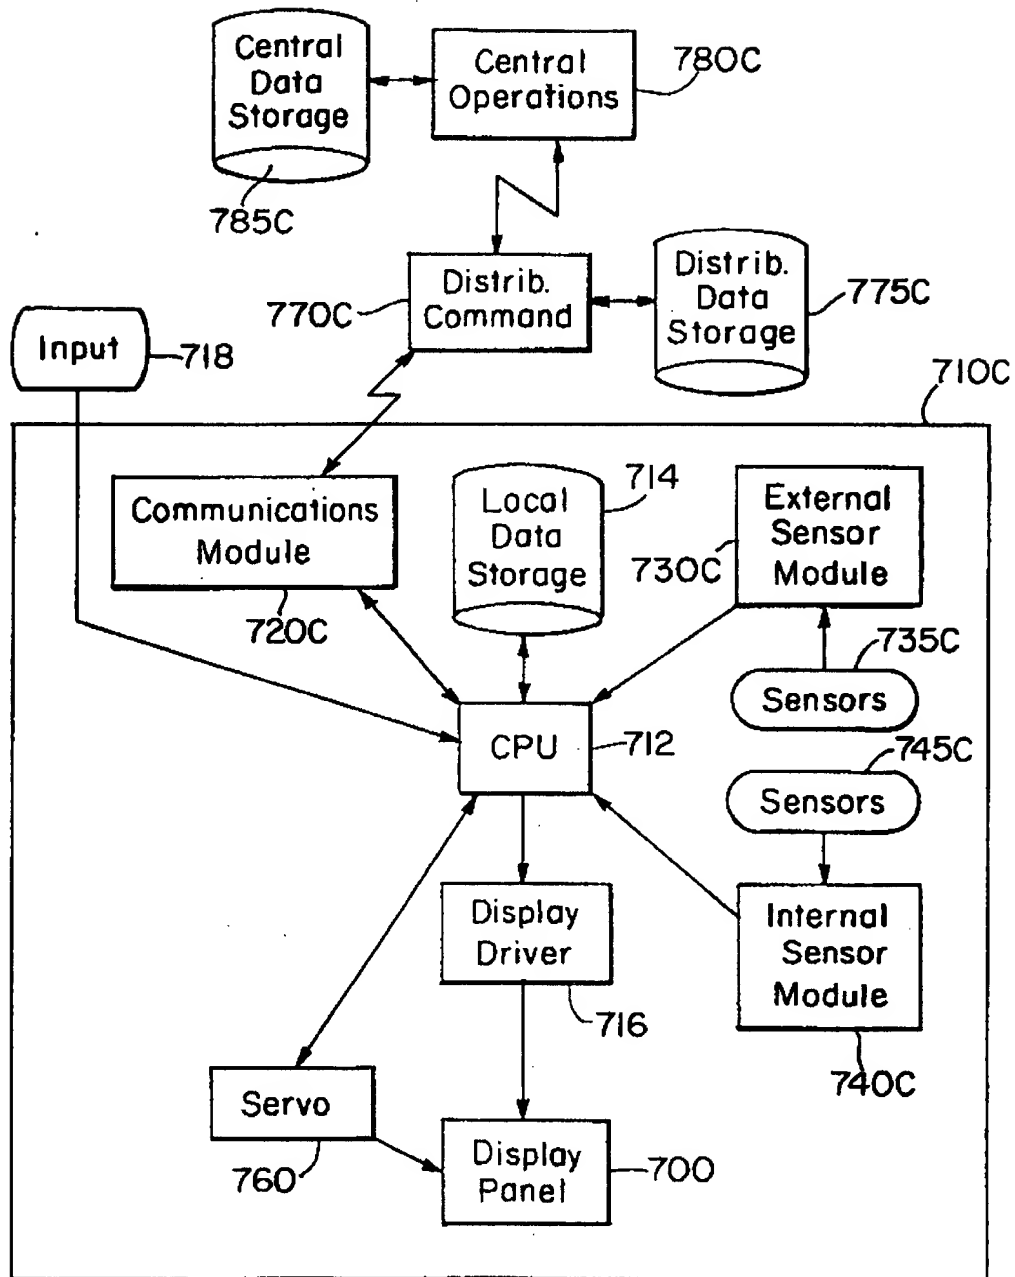 Central
Data
Storage
785C
Central
Operations
780C
Distrib.
Command
770C
Distrib.
Data
Storage
775C
Input
718
710C
Communications
Module
720C
Local
Data
Storage
714
External
Sensor
Module
730C
735C
Sensors
CPU
712
745C
Sensors
Display
Driver
716
Internal
Sensor
Module
740C
Servo
760
Display
Panel
700